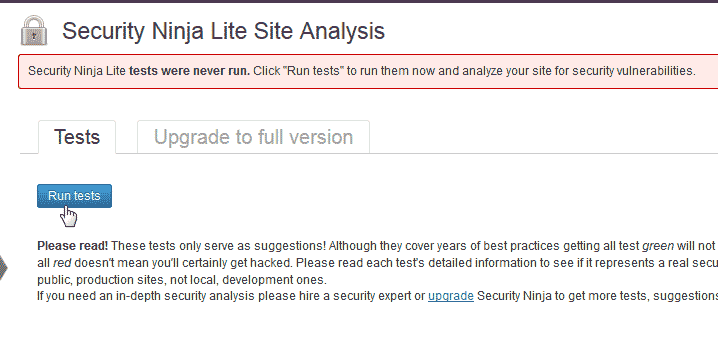 Security Ninja Lite Site Analysis
Security Ninja Lite tests were never run. Click "Run tests" to run them now and analyze your site for security vulnerabilities.
Tests
Upgrade to full version
Run tests
Please read! These tests only serve as suggestions! Although they cover years of best practices getting all test green will not
all red doesn't mean you'll certainly get hacked. Please read each test's detailed information to see if it represents a real secu
public, production sites, not local, development ones.
If you need an in-depth security analysis please hire a security expert or upgrade Security Ninja to get more tests, suggestions